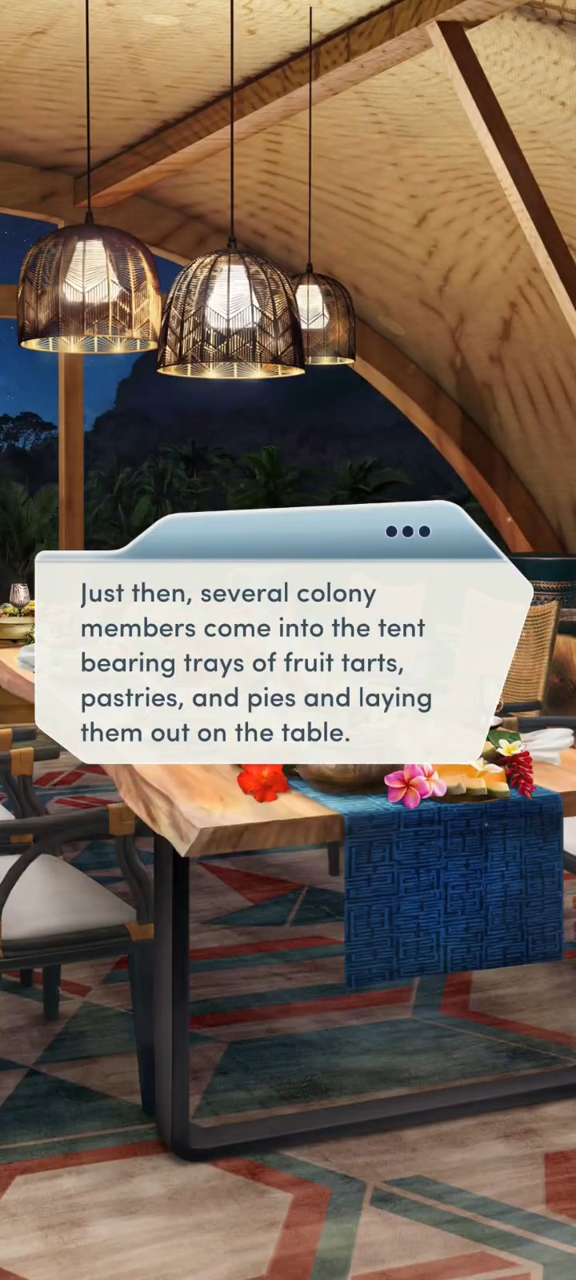 Just then, several colony
members come into the tent
bearing trays of fruit tarts,
pastries, and pies and laying
them out on the table.